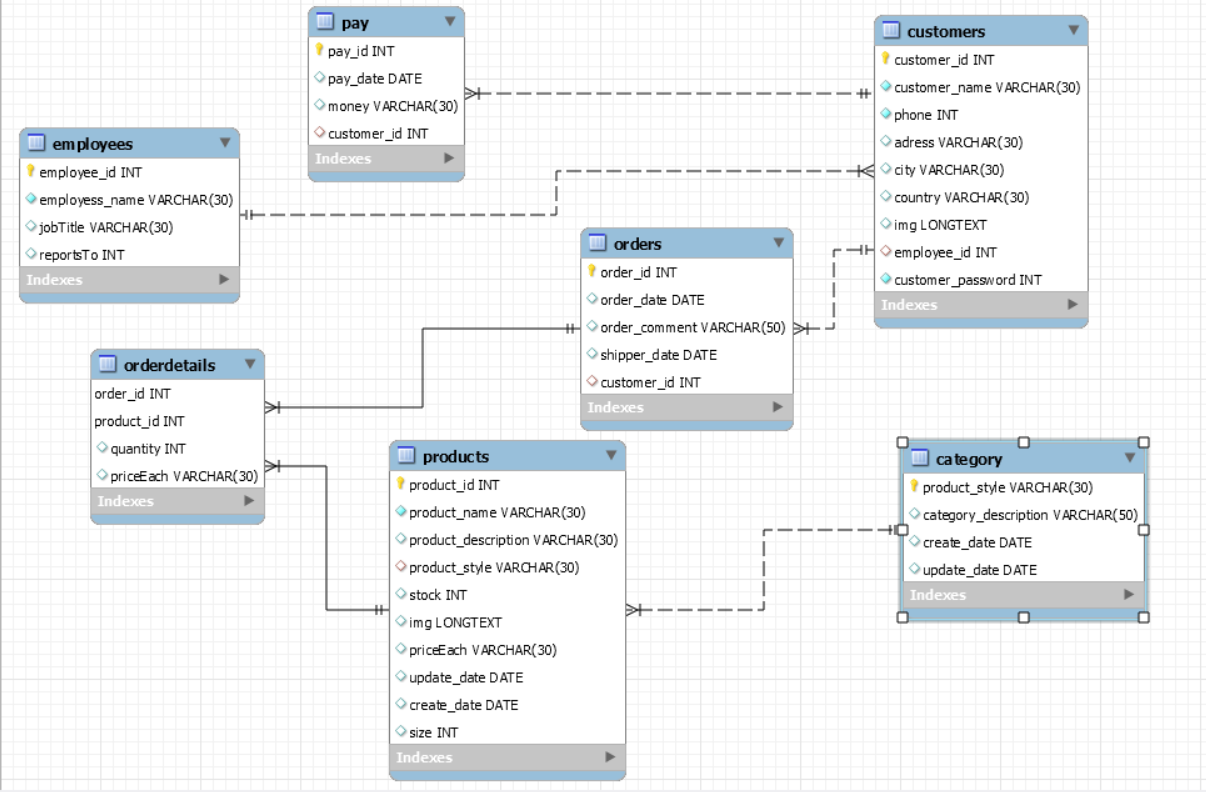 pay
pay_id INT
pay_date DATE
money VARCHAR(30)
customer_id INT
Indexes
customers
customer_id INT
customer_name VARCHAR(30)
phone INT
adress VARCHAR(30)
city VARCHAR(30)
country VARCHAR(30)
img LONGTEXT
employee_id INT
customer_password INT
Indexes
employees
employee_id INT
employess_name VARCHAR(30)
jobTitle VARCHAR(30)
reportsTo INT
Indexes
orders
order_id INT
order_date DATE
order_comment VARCHAR(50)
shipper_date DATE
customer_id INT
Indexes
orderdetails
order_id INT
product_id INT
quantity INT
priceEach VARCHAR(30)
Indexes
products
product_id INT
product_name VARCHAR(30)
product_description VARCHAR(30)
product_style VARCHAR(30)
stock INT
img LONGTEXT
priceEach VARCHAR(30)
update_date DATE
create_date DATE
size INT
Indexes
category
product_style VARCHAR(30)
category_description VARCHAR(50)
create_date DATE
update_date DATE
Indexes